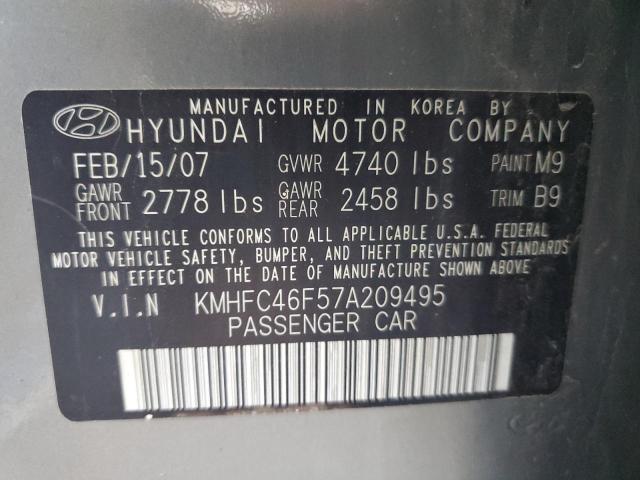 MANUFACTURED IN KOREA BY
HYUNDAI MOTOR COMPANY
FEB/15/07 GVWR 4740 lbs PAINT M9
GAWR FRONT 2778 lbs GAWR REAR 2458 lbs TRIM B9
THIS VEHICLE CONFORMS TO ALL APPLICABLE U.S.A. FEDERAL
MOTOR VEHICLE SAFETY, BUMPER, AND THEFT PREVENTION STANDARDS
IN EFFECT ON THE DATE OF MANUFACTURE SHOWN ABOVE
V.I.N KMHFC46F57A209495
PASSENGER CAR